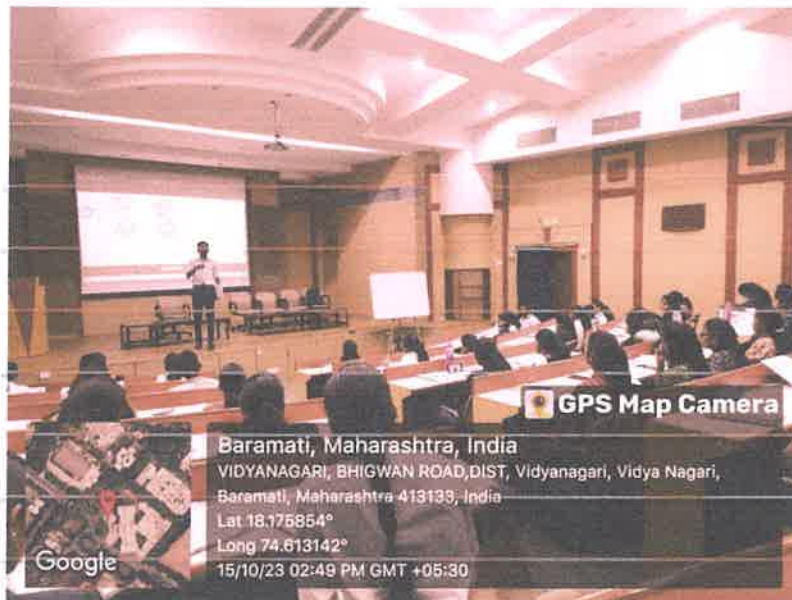 GPS Map Camera
Baramati, Maharashtra, India
VIDYANAGARI, BHIGWAN ROAD,DIST, Vidyanagari, Vidya Nagari,
Baramati, Maharashtra 413133, India
Lat 18.175854°
Long 74.613142°
15/10/23 02:49 PM GMT +05:30
Google